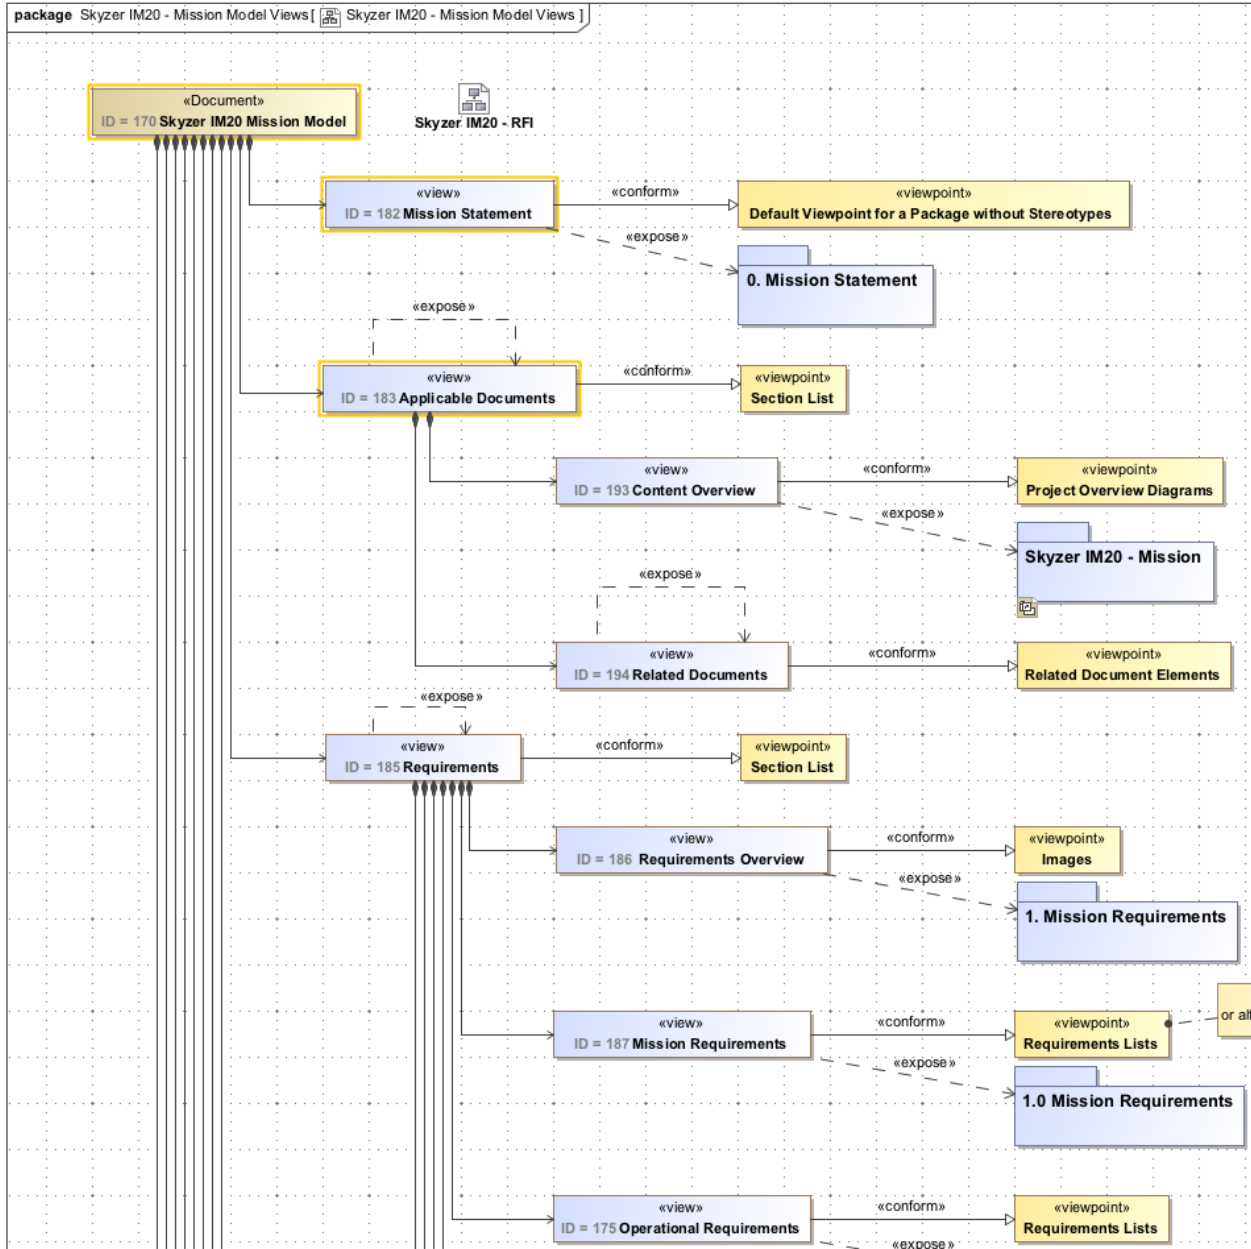 package Skyzer IM20 - Mission Model Views[ Skyzer IM20 - Mission Model Views ]
«Document»
ID = 170 Skyzer IM20 Mission Model
Skyzer IM20 - RFI
«view»
ID = 182 Mission Statement
«conform»
«viewpoint»
Default Viewpoint for a Package without Stereotypes
«expose»
0. Mission Statement
«expose»
«view»
ID = 183 Applicable Documents
«conform»
«viewpoint»
Section List
«view»
ID = 193 Content Overview
«conform»
«viewpoint»
Project Overview Diagrams
«expose»
Skyzer IM20 - Mission
«expose»
«view»
ID = 194 Related Documents
«conform»
«viewpoint»
Related Document Elements
«expose»
«view»
ID = 185 Requirements
«conform»
«viewpoint»
Section List
«view»
ID = 186 Requirements Overview
«conform»
«viewpoint»
Images
«expose»
1. Mission Requirements
«view»
ID = 187 Mission Requirements
«conform»
«viewpoint»
Requirements Lists
or
«expose»
1.0 Mission Requirements
«view»
ID = 175 Operational Requirements
«conform»
«viewpoint»
Requirements Lists
«expose»